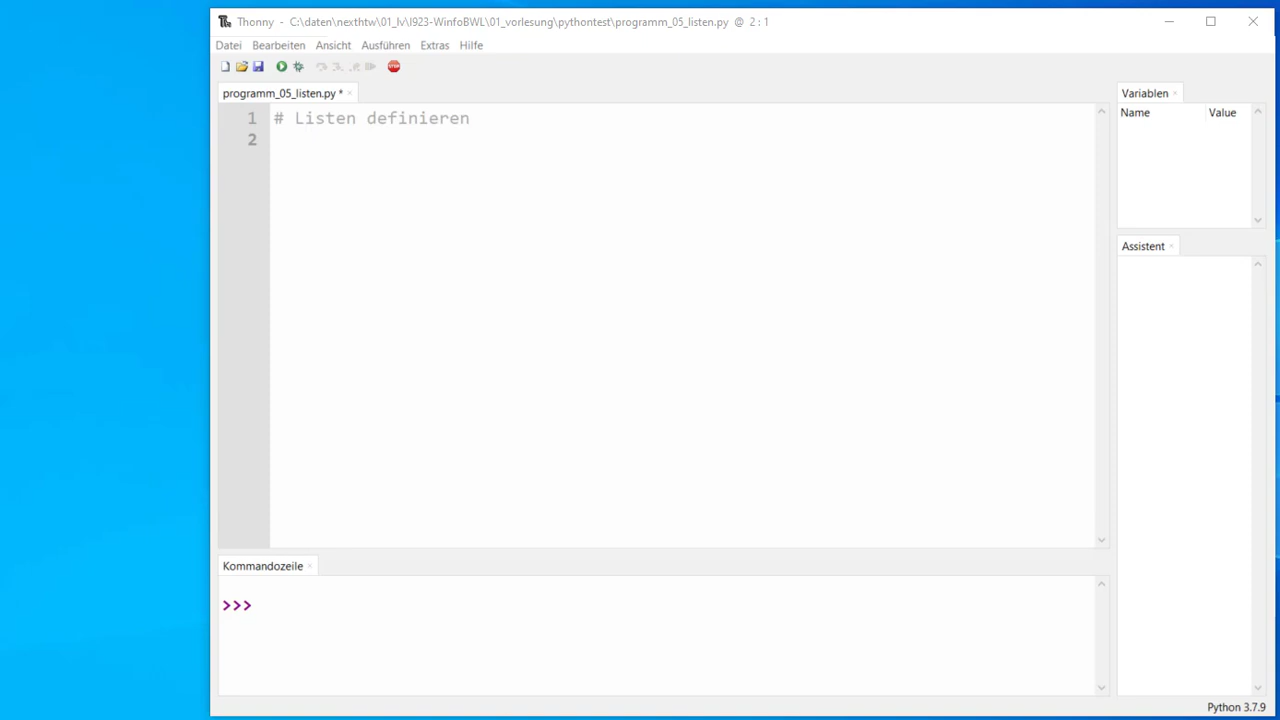 Thonny - C:\daten\nexthtw\01_lv\I923-WinfoBWL\01_vorlesung\pythontest\programm_05_listen.py @ 2 : 1
Datei Bearbeiten Ansicht Ausführen Extras Hilfe
STOP
programm_05_listen.py * ×
1 # Listen definieren
2
Variablen ×
Name Value
Assistent ×
Kommandozeile ×
>>>
Python 3.7.9